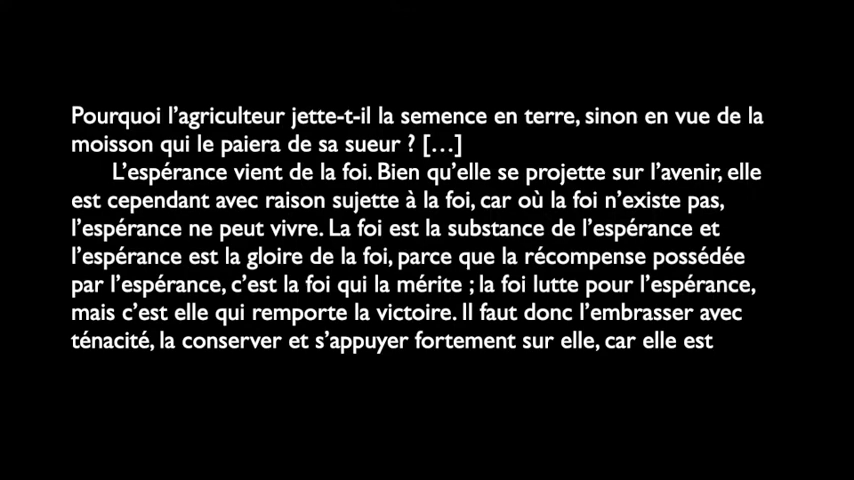 Pourquoi l’agriculteur jette-t-il la semence en terre, sinon en vue de la
moisson qui le paiera de sa sueur ? […]
L’espérance vient de la foi. Bien qu’elle se projette sur l’avenir, elle
est cependant avec raison sujette à la foi, car où la foi n’existe pas,
l’espérance ne peut vivre. La foi est la substance de l’espérance et
l’espérance est la gloire de la foi, parce que la récompense possédée
par l’espérance, c’est la foi qui la mérite ; la foi lutte pour l’espérance,
mais c’est elle qui remporte la victoire. Il faut donc l’embrasser avec
ténacité, la conserver et s’appuyer fortement sur elle, car elle est